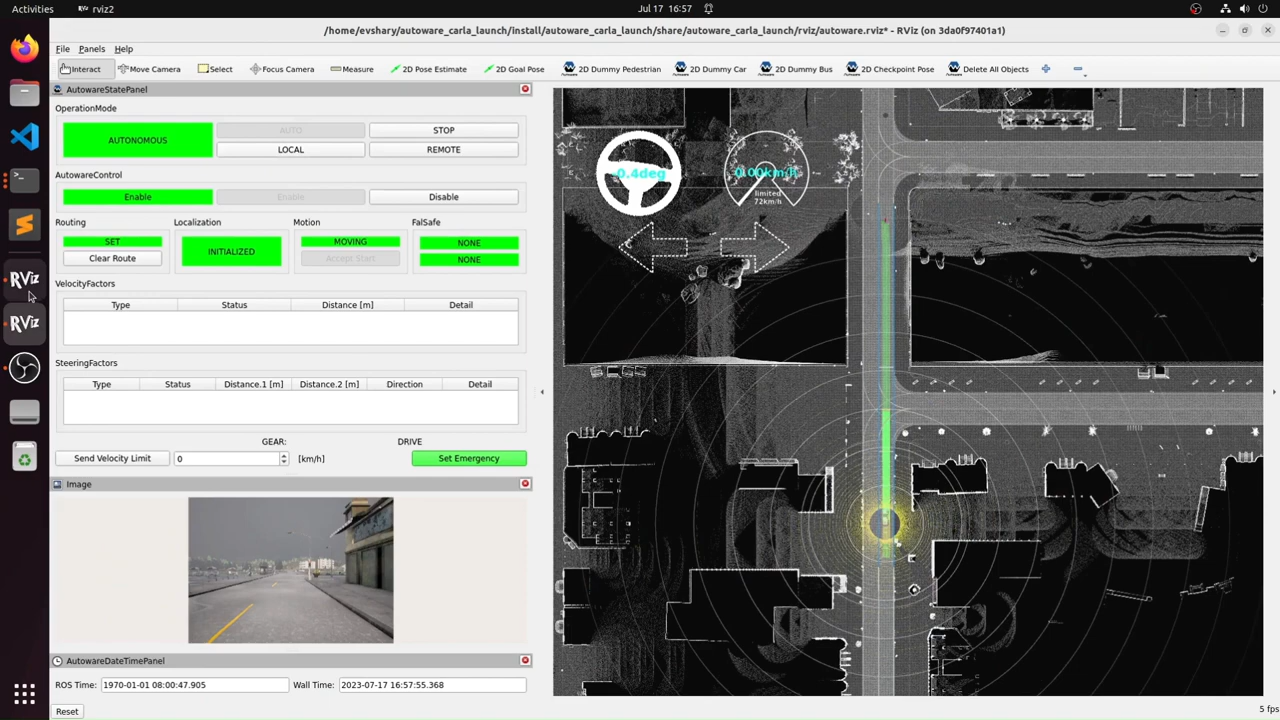 Activities rviz2 Jul 17 16:57
/home/evshary/autoware_carla_launch/install/autoware_carla_launch/share/autoware_carla_launch/rviz/autoware.rviz* - RViz (on 3da0f97401a1)
File Panels Help
Interact Move Camera Select Focus Camera Measure 2D Pose Estimate 2D Goal Pose 2D Dummy Pedestrian 2D Dummy Car 2D Dummy Bus 2D Checkpoint Pose Delete All Objects
AutowareStatePanel
OperationMode
AUTONOMOUS AUTO STOP
LOCAL REMOTE
AutowareControl
Enable Enable Disable
Routing Localization Motion FalSafe
SET INITIALIZED MOVING NONE
Clear Route Accept Start NONE
VelocityFactors
Type Status Distance [m] Detail
SteeringFactors
Type Status Distance.1 [m] Distance.2 [m] Direction Detail
GEAR: DRIVE
Send Velocity Limit 0 [km/h] Set Emergency
Image
AutowareDateTimePanel
ROS Time: 1970-01-01 08:00:47.905 Wall Time: 2023-07-17 16:57:55.368
Reset
RViz
RViz
-0.4deg 0.00km/h
limited
72km/h
5 fps